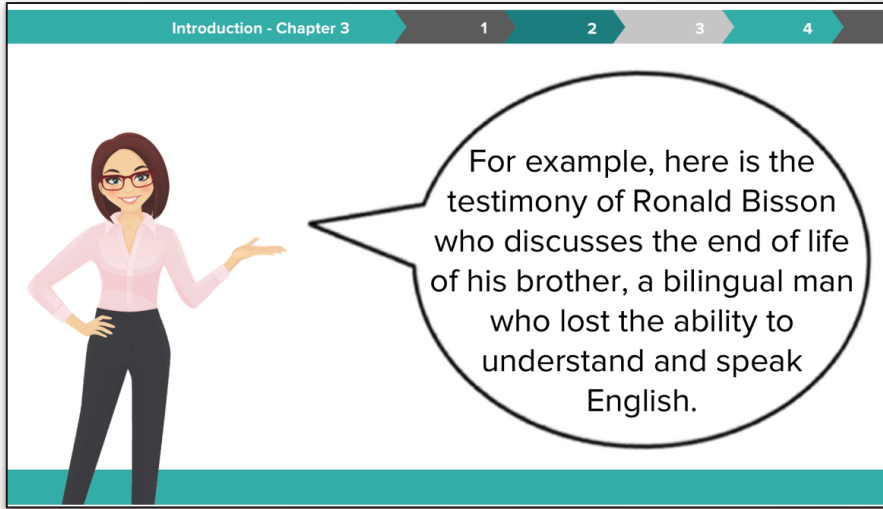 Introduction - Chapter 3 1 2 3 4
For example, here is the
testimony of Ronald Bisson
who discusses the end of life
of his brother, a bilingual man
who lost the ability to
understand and speak
English.